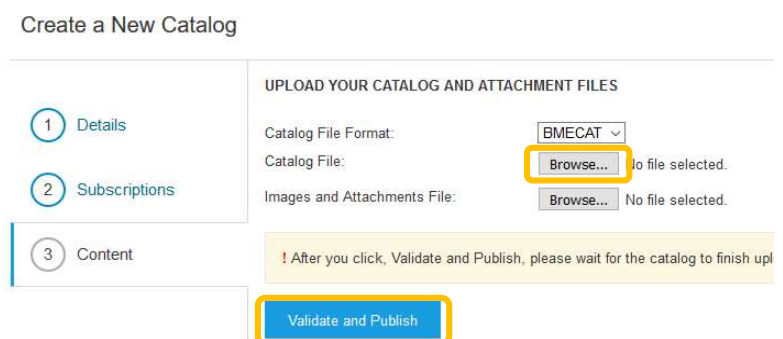 Create a New Catalog
UPLOAD YOUR CATALOG AND ATTACHMENT FILES
1 Details
Catalog File Format: BMECAT
Catalog File: Browse... No file selected.
2 Subscriptions
Images and Attachments File: Browse... No file selected.
3 Content
! After you click, Validate and Publish, please wait for the catalog to finish
Validate and Publish